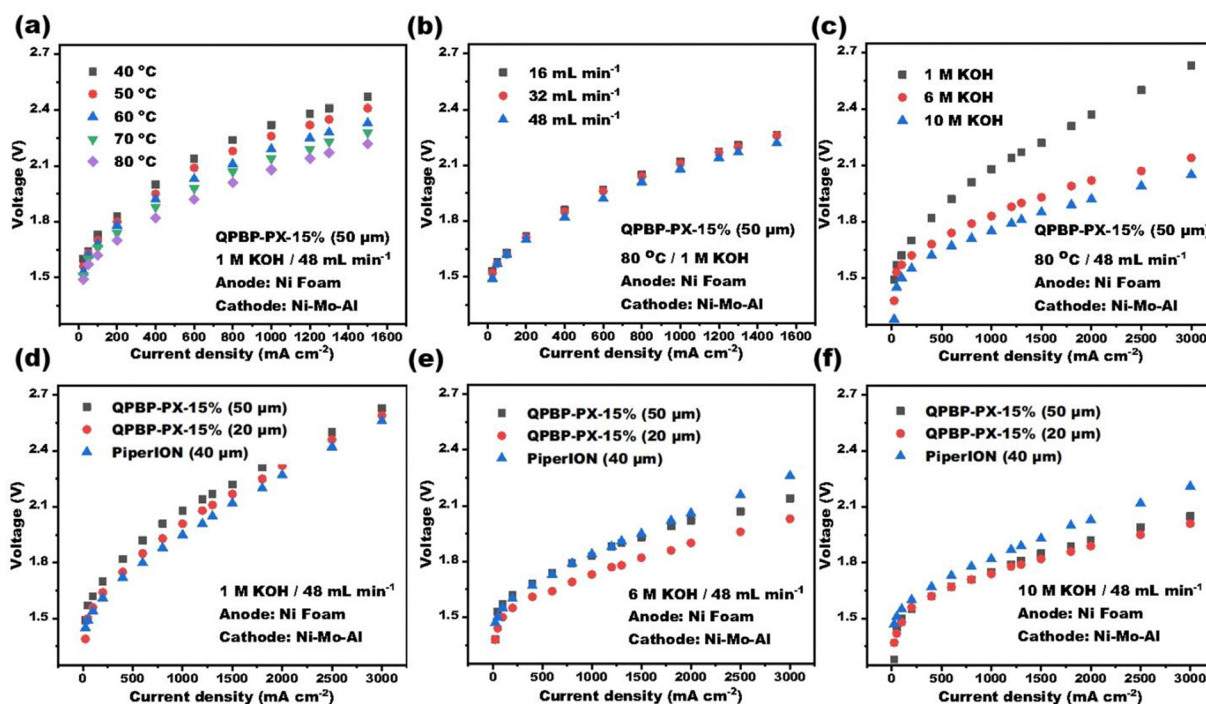 (a)
2.7
2.4
2.1
1.8
1.5
Voltage (V)
40 °C
50 °C
60 °C
70 °C
80 °C
QPBP-PX-15% (50 μm)
1 M KOH / 48 mL min⁻¹
Anode: Ni Foam
Cathode: Ni-Mo-Al
0 200 400 600 800 1000 1200 1400 1600
Current density (mA cm⁻²)
(b)
2.7
2.4
2.1
1.8
1.5
Voltage (V)
16 mL min⁻¹
32 mL min⁻¹
48 mL min⁻¹
QPBP-PX-15% (50 μm)
80 °C / 1 M KOH
Anode: Ni Foam
Cathode: Ni-Mo-Al
0 200 400 600 800 1000 1200 1400 1600
Current density (mA cm⁻²)
(c)
2.7
2.4
2.1
1.8
1.5
Voltage (V)
1 M KOH
6 M KOH
10 M KOH
QPBP-PX-15% (50 μm)
80 °C / 48 mL min⁻¹
Anode: Ni Foam
Cathode: Ni-Mo-Al
0 500 1000 1500 2000 2500 3000
Current density (mA cm⁻²)
(d)
2.7
2.4
2.1
1.8
1.5
Voltage (V)
QPBP-PX-15% (50 μm)
QPBP-PX-15% (20 μm)
PiperION (40 μm)
1 M KOH / 48 mL min⁻¹
Anode: Ni Foam
Cathode: Ni-Mo-Al
0 500 1000 1500 2000 2500 3000
Current density (mA cm⁻²)
(e)
2.7
2.4
2.1
1.8
1.5
Voltage (V)
QPBP-PX-15% (50 μm)
QPBP-PX-15% (20 μm)
PiperION (40 μm)
6 M KOH / 48 mL min⁻¹
Anode: Ni Foam
Cathode: Ni-Mo-Al
0 500 1000 1500 2000 2500 3000
Current density (mA cm⁻²)
(f)
2.7
2.4
2.1
1.8
1.5
Voltage (V)
QPBP-PX-15% (50 μm)
QPBP-PX-15% (20 μm)
PiperION (40 μm)
10 M KOH / 48 mL min⁻¹
Anode: Ni Foam
Cathode: Ni-Mo-Al
0 500 1000 1500 2000 2500 3000
Current density (mA cm⁻²)